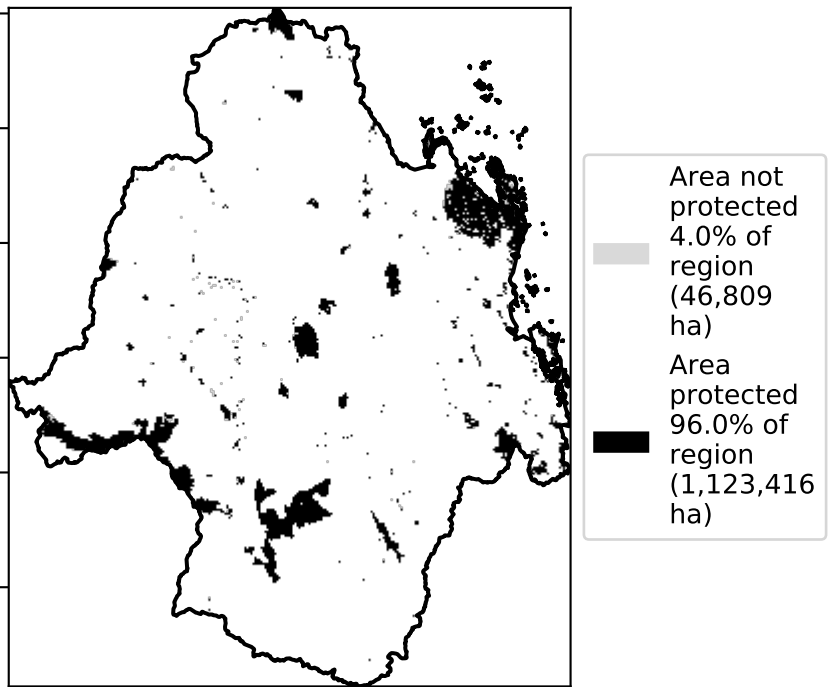 Area not
protected
4.0% of
region
(46,809
ha)
Area
protected
96.0% of
region
(1,123,416
ha)